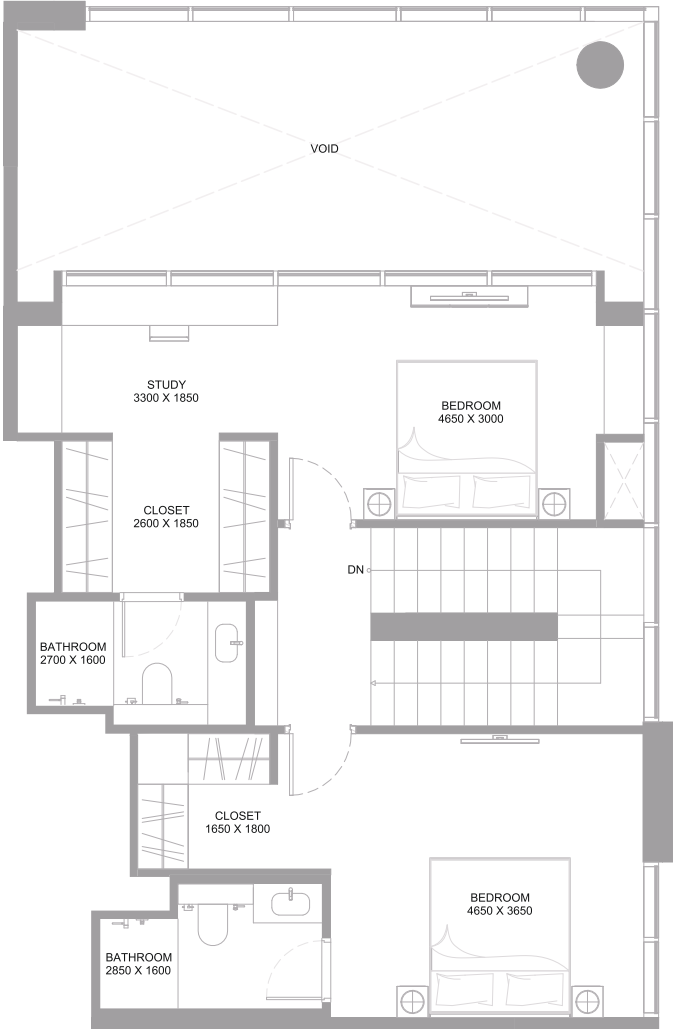 VOID
STUDY
3300 X 1850
BEDROOM
4650 X 3000
CLOSET
2600 X 1850
DN
BATHROOM
2700 X 1600
CLOSET
1650 X 1800
BEDROOM
4650 X 3650
BATHROOM
2850 X 1600